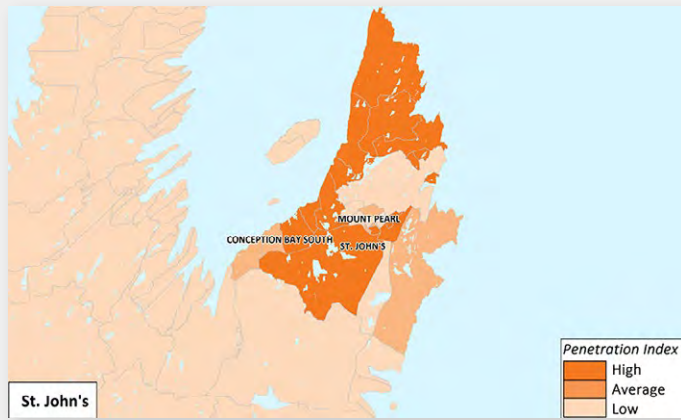 MOUNT PEARL
CONCEPTION BAY SOUTH
ST. JOHN'S
Penetration Index
High
Average
Low
St. John's